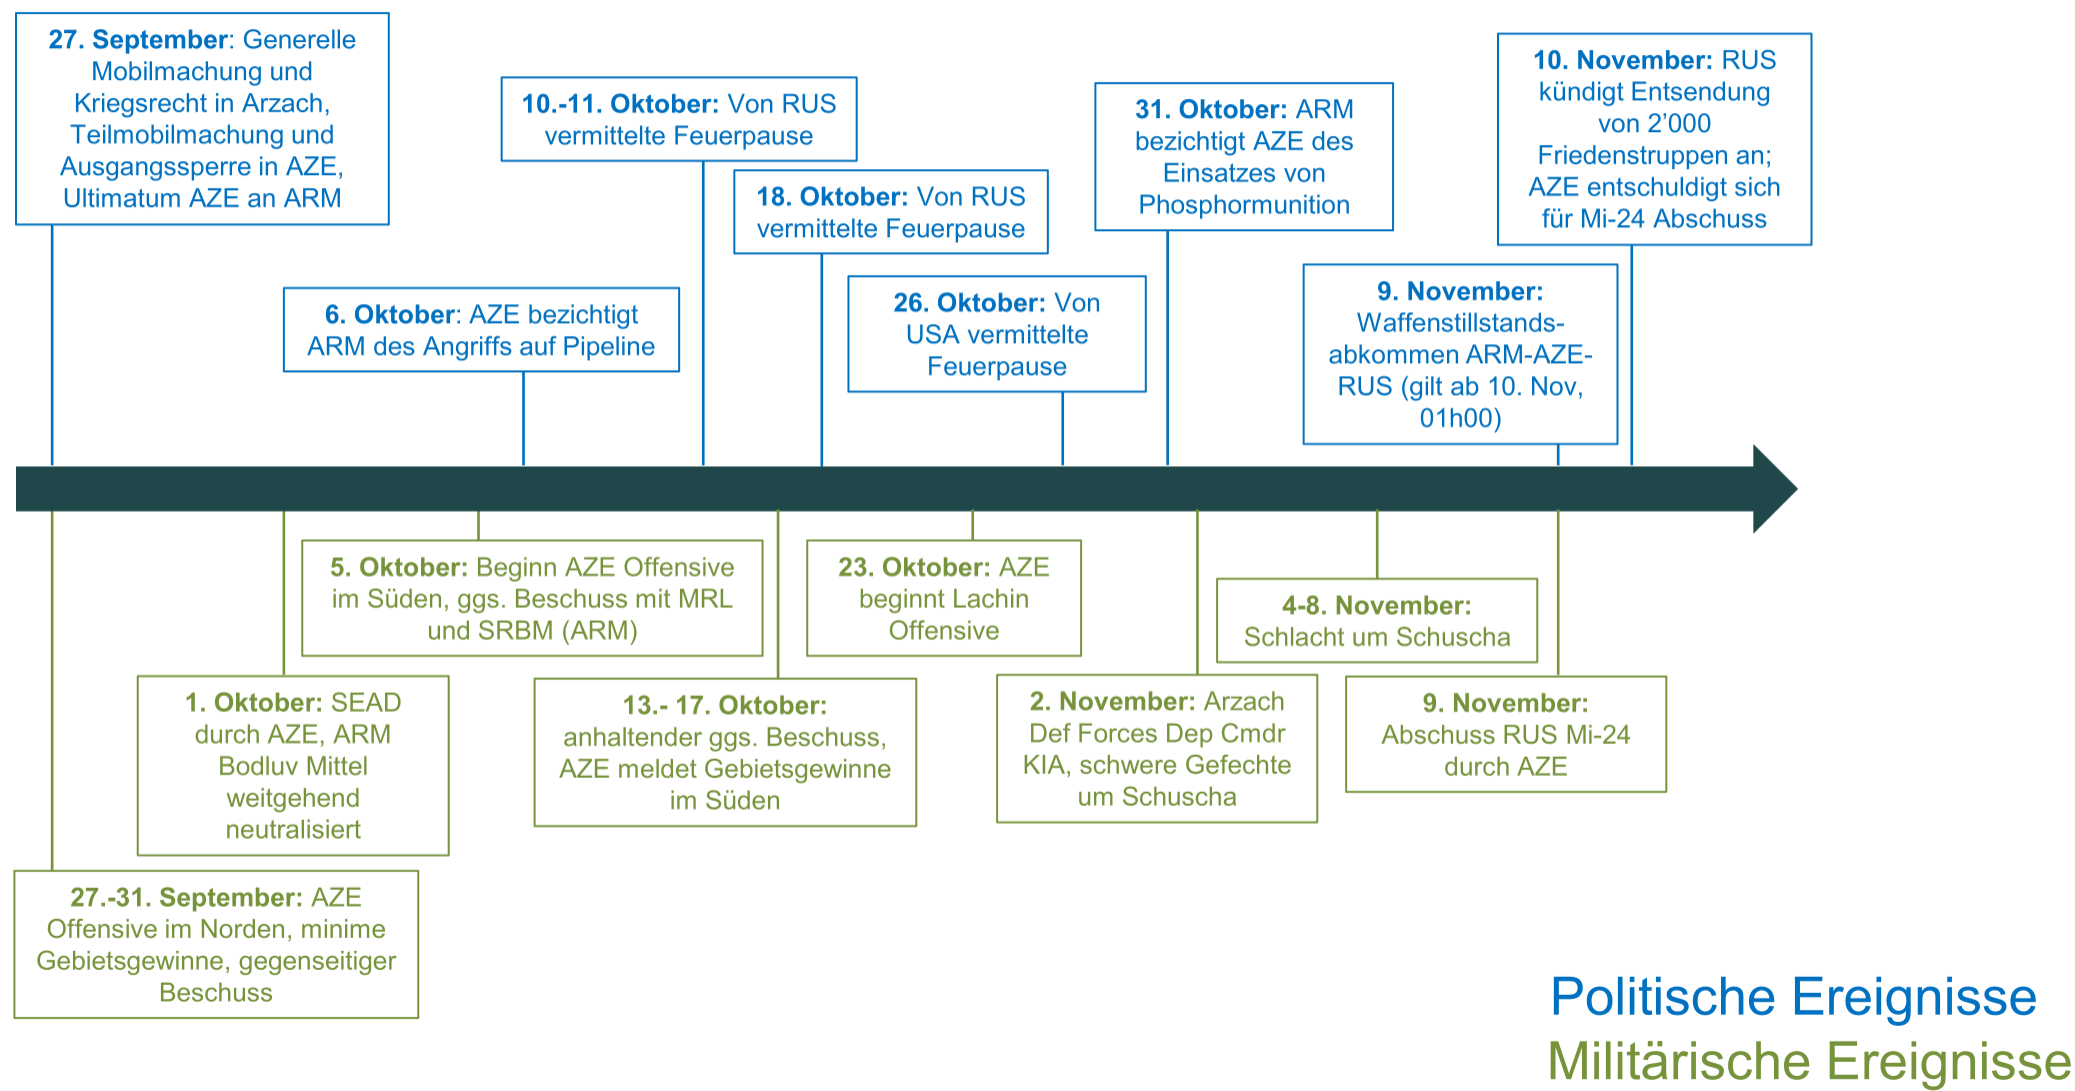 27. September: Generelle
Mobilmachung und
Kriegsrecht in Arzach,
Teilmobilmachung und
Ausgangssperre in AZE,
Ultimatum AZE an ARM
6. Oktober: AZE bezichtigt
ARM des Angriffs auf Pipeline
10.-11. Oktober: Von RUS
vermittelte Feuerpause
18. Oktober: Von RUS
vermittelte Feuerpause
26. Oktober: Von
USA vermittelte
Feuerpause
31. Oktober: ARM
bezichtigt AZE des
Einsatzes von
Phosphormunition
9. November:
Waffenstillstands-
abkommen ARM-AZE-
RUS (gilt ab 10. Nov,
01h00)
10. November: RUS
kündigt Entsendung
von 2’000
Friedenstruppen an;
AZE entschuldigt sich
für Mi-24 Abschuss
27.-31. September: AZE
Offensive im Norden, minime
Gebietsgewinne, gegenseitiger
Beschuss
1. Oktober: SEAD
durch AZE, ARM
Bodluv Mittel
weitgehend
neutralisiert
5. Oktober: Beginn AZE Offensive
im Süden, ggs. Beschuss mit MRL
und SRBM (ARM)
13.- 17. Oktober:
anhaltender ggs. Beschuss,
AZE meldet Gebietsgewinne
im Süden
23. Oktober: AZE
beginnt Lachin
Offensive
2. November: Arzach
Def Forces Dep Cmdr
KIA, schwere Gefechte
um Schuscha
4-8. November:
Schlacht um Schuscha
9. November:
Abschuss RUS Mi-24
durch AZE
Politische Ereignisse
Militärische Ereignisse